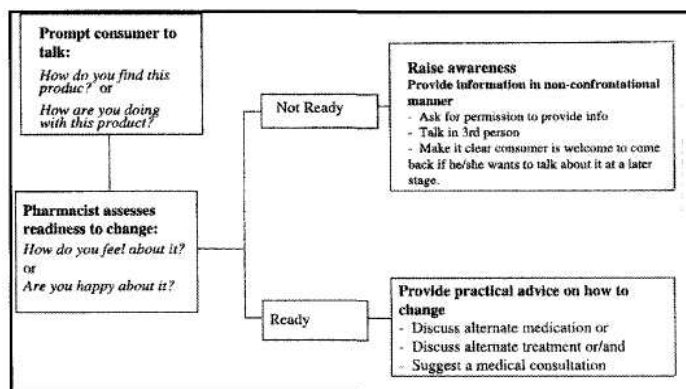 Prompt consumer to
talk:
How do you find this
produc? or
How are you doing
with this product?
Pharmacist assesses
readiness to change:
How do you feel about it?
or
Are you happy about it?
Not Ready
Raise awareness
Provide information in non-confrontational
manner
- Ask for permission to provide info
- Talk in 3rd person
- Make it clear consumer is welcome to come
back if he/she wants to talk about it at a later
stage.
Ready
Provide practical advice on how to
change
- Discuss alternate medication or
- Discuss alternate treatment or/and
- Suggest a medical consultation